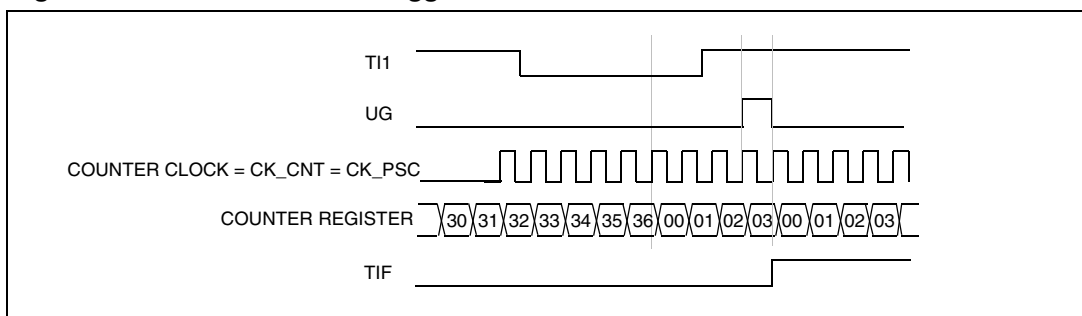 TI1
UG
COUNTER CLOCK = CK_CNT = CK_PSC
COUNTER REGISTER 30 31 32 33 34 35 36 00 01 02 03 00 01 02 03
TIF